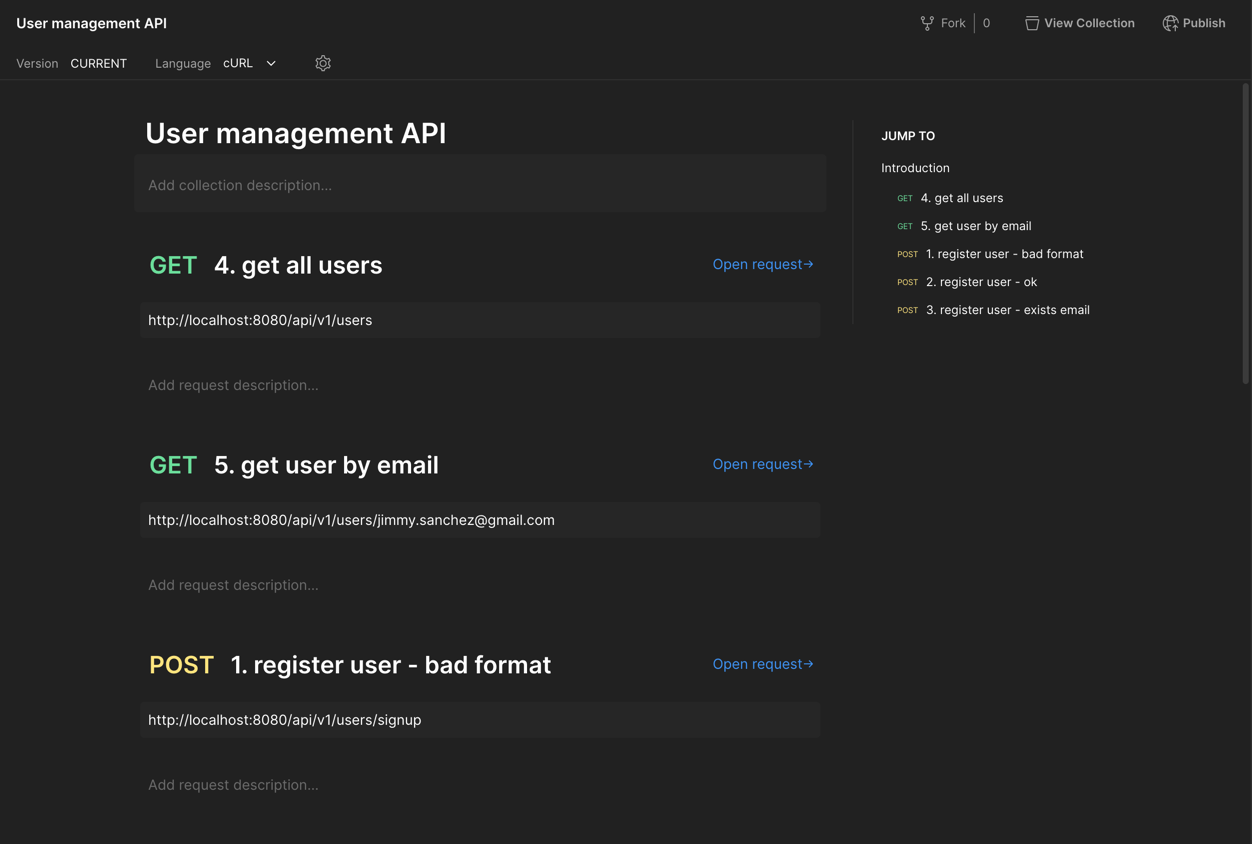 User management API
Fork 0 View Collection Publish
Version CURRENT Language cURL
User management API
Add collection description...
GET 4. get all users Open request→
http://localhost:8080/api/v1/users
Add request description...
GET 5. get user by email Open request→
http://localhost:8080/api/v1/users/jimmy.sanchez@gmail.com
Add request description...
POST 1. register user - bad format Open request→
http://localhost:8080/api/v1/users/signup
Add request description...
JUMP TO
Introduction
GET 4. get all users
GET 5. get user by email
POST 1. register user - bad format
POST 2. register user - ok
POST 3. register user - exists email